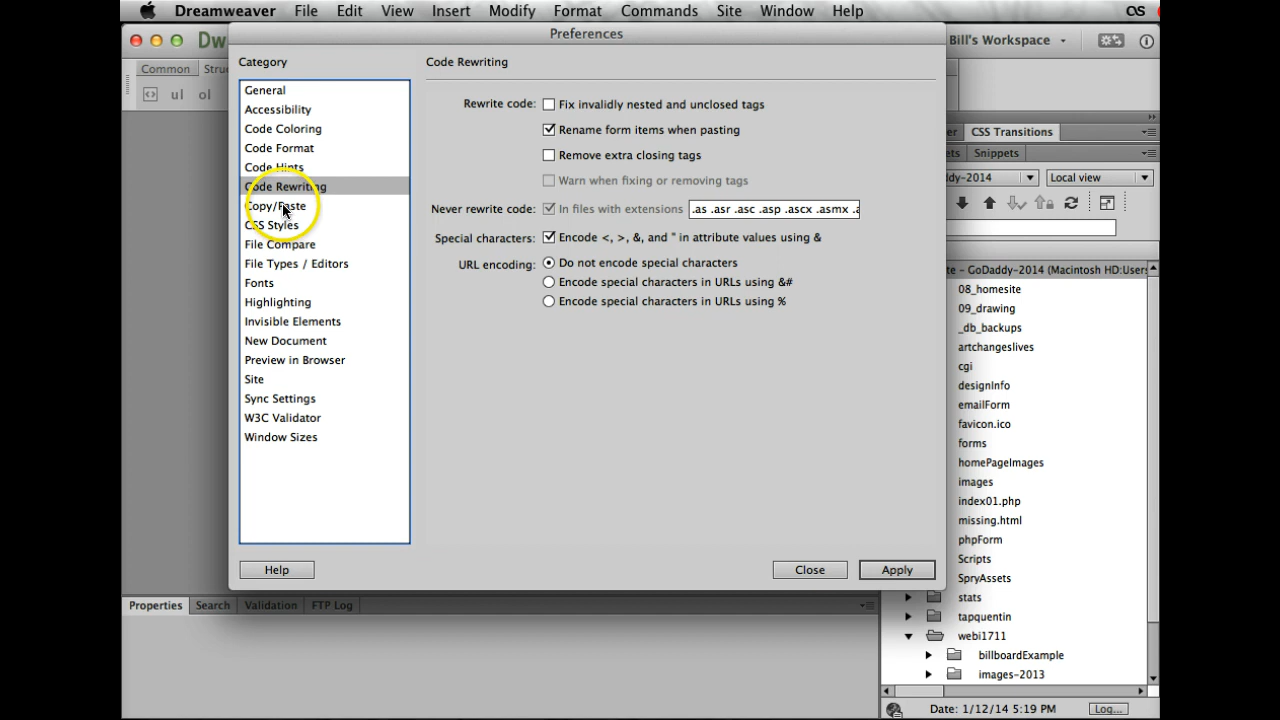 Dreamweaver File Edit View Insert Modify Format Commands Site Window Help
Preferences
Dw
Bill's Workspace
Common
Category
General
Accessibility
Code Coloring
Code Format
Code Hints
Code Rewriting
Copy/Paste
CSS Styles
File Compare
File Types / Editors
Fonts
Highlighting
Invisible Elements
New Document
Preview in Browser
Site
Sync Settings
W3C Validator
Window Sizes
Help
Code Rewriting
Rewrite code: Fix invalidly nested and unclosed tags
Rename form items when pasting
Remove extra closing tags
Warn when fixing or removing tags
Never rewrite code: In files with extensions .as .asr .asc .asp .ascx .asmx
Special characters: Encode <, >, &, and " in attribute values using &
URL encoding: Do not encode special characters
Encode special characters in URLs using &#
Encode special characters in URLs using %
Close Apply
ul ol
CSS Transitions
Snippets
Local view
GoDaddy-2014 (Macintosh HD:Users
08_homesite
09_drawing
_db_backups
artchangeslives
cgi
designInfo
emailForm
favicon.ico
forms
homePageImages
images
index01.php
missing.html
phpForm
Scripts
SpryAssets
stats
tapquentin
webi1711
billboardExample
images-2013
Date: 1/12/14 5:19 PM Log...
Properties Search Validation FTP Log